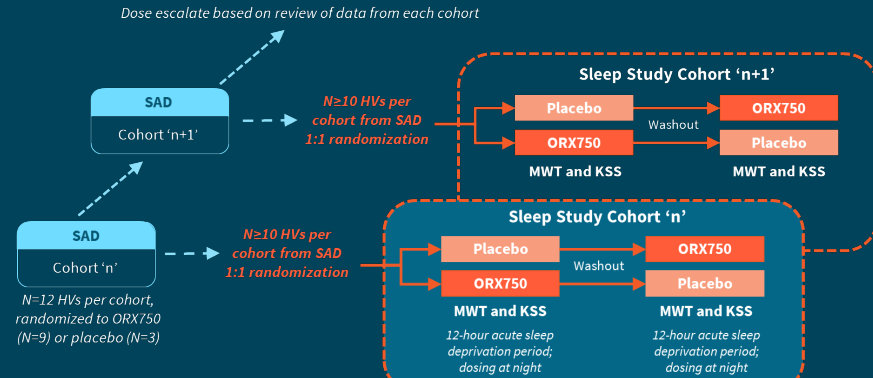 Dose escalate based on review of data from each cohort
SAD
Cohort ‘n+1’
N≥10 HVs per
cohort from SAD
1:1 randomization
Sleep Study Cohort ‘n+1’
Placebo
ORX750
Washout
ORX750
Placebo
MWT and KSS
MWT and KSS
SAD
Cohort ‘n’
N=12 HVs per cohort,
randomized to ORX750
(N=9) or placebo (N=3)
N≥10 HVs per
cohort from SAD
1:1 randomization
Sleep Study Cohort ‘n’
Placebo
ORX750
Washout
ORX750
Placebo
MWT and KSS
12-hour acute sleep
deprivation period;
dosing at night
MWT and KSS
12-hour acute sleep
deprivation period;
dosing at night